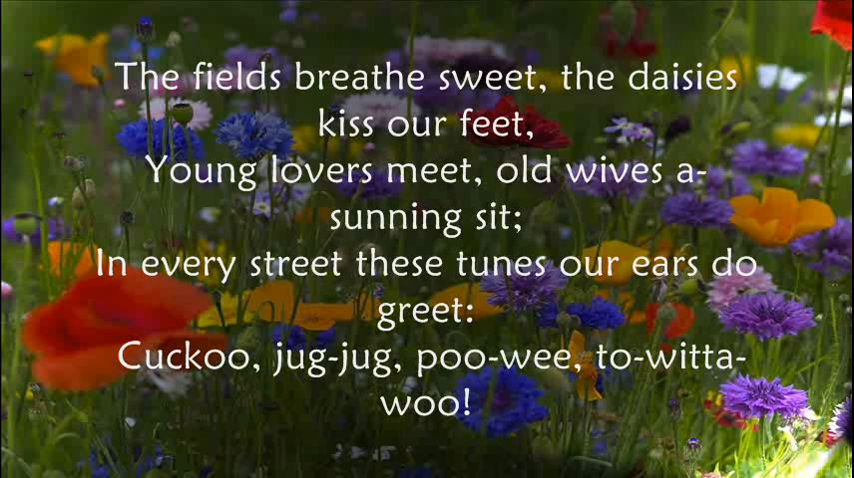 The fields breathe sweet, the daisies
kiss our feet,
Young lovers meet, old wives a-
sunning sit;
In every street these tunes our ears do
greet:
Cuckoo, jug-jug, poo-wee, to-witta-
woo!